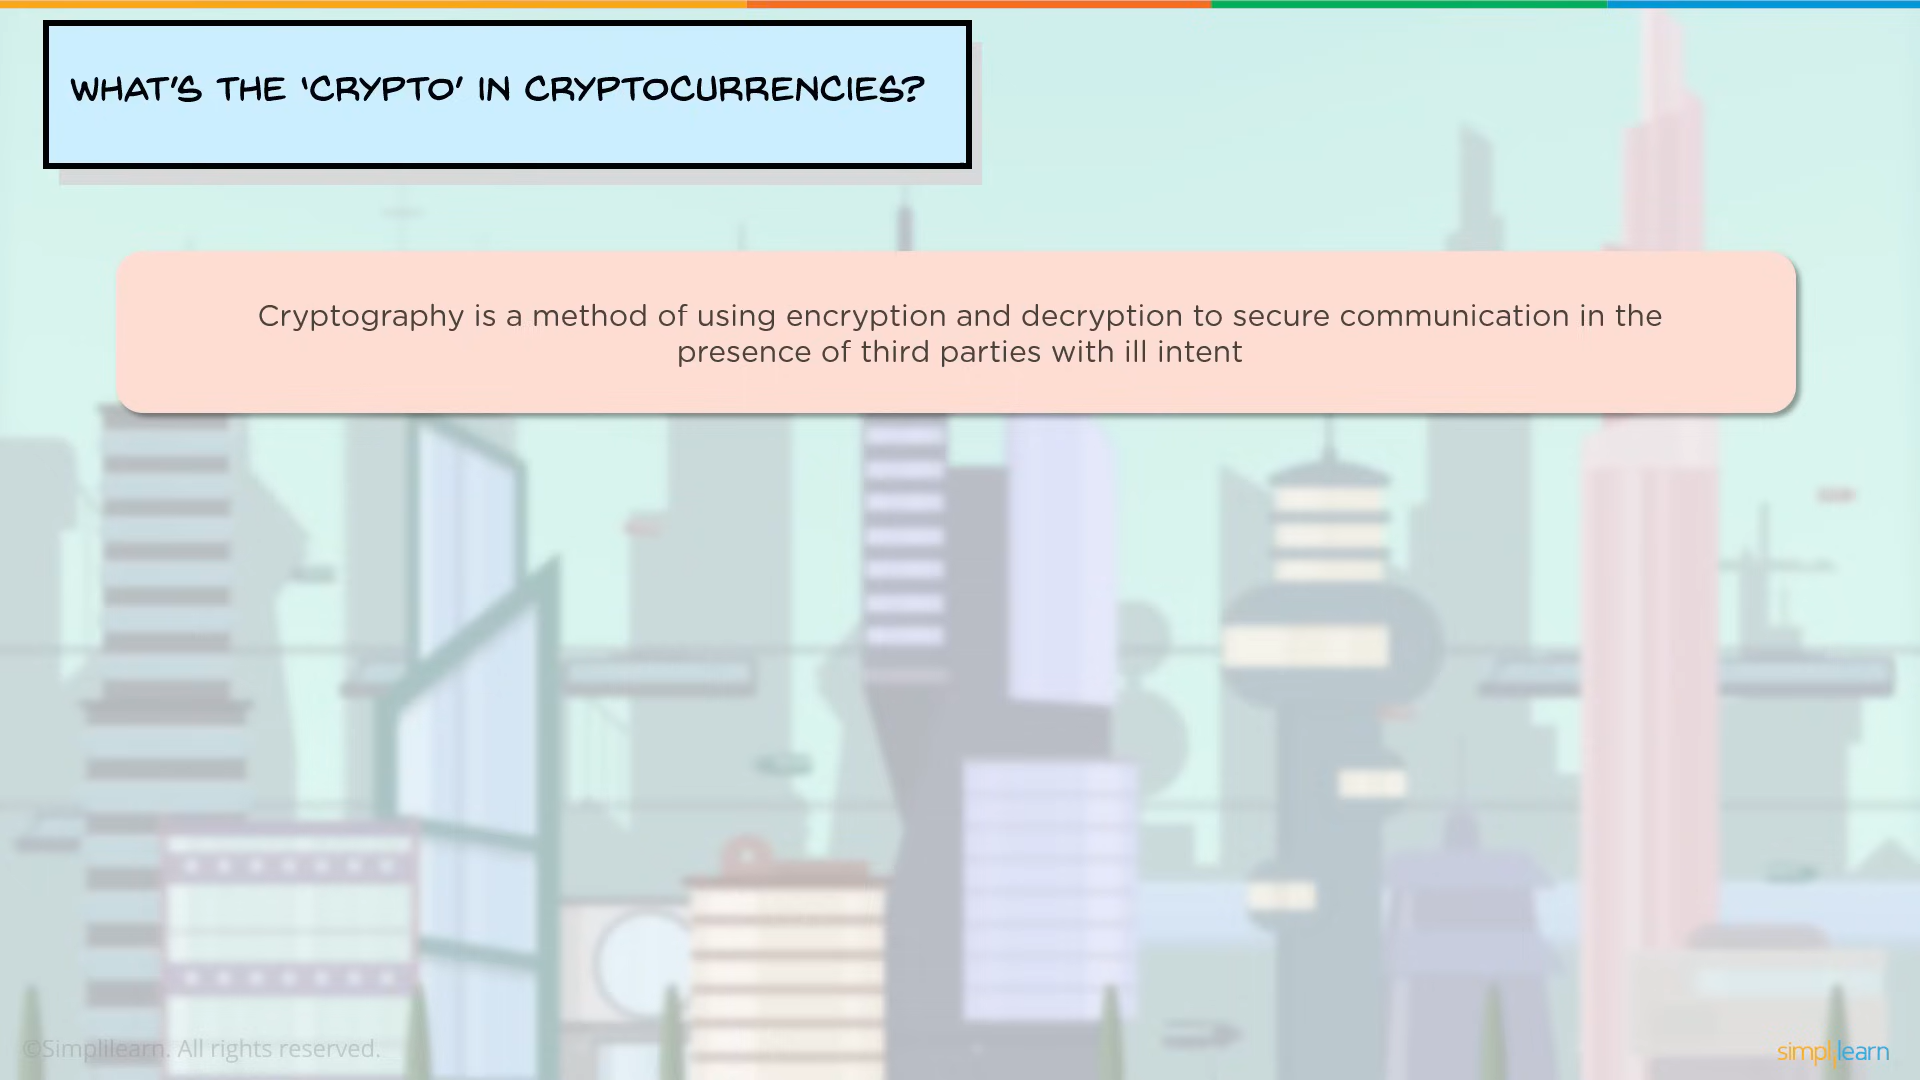 WHAT'S THE 'CRYPTO' IN CRYPTOCURRENCIES?
Cryptography is a method of using encryption and decryption to secure communication in the
presence of third parties with ill intent
©Simplilearn. All rights reserved.
simplilearn